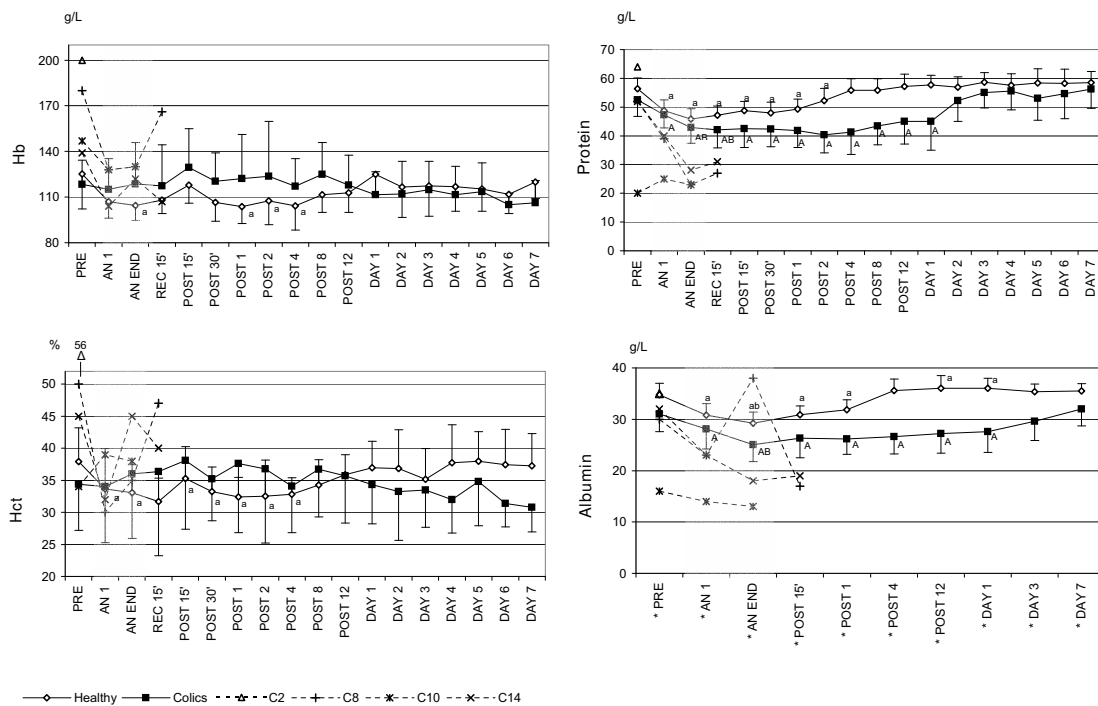 g/L
Hb
200
170
140
110
80
PRE
AN 1
AN END
REC 15'
POST 15'
POST 30'
POST 1
POST 2
POST 4
POST 8
POST 12
DAY 1
DAY 2
DAY 3
DAY 4
DAY 5
DAY 6
DAY 7
a
a
a
a
g/L
Protein
70
60
50
40
30
20
10
0
a
a
a
a
a
a
a
a
A
AB
AB
A
A
A
A
A
A
A
A
PRE
AN 1
AN END
REC 15'
POST 15'
POST 30'
POST 1
POST 2
POST 4
POST 8
POST 12
DAY 1
DAY 2
DAY 3
DAY 4
DAY 5
DAY 6
DAY 7
% 56
Hct
50
45
40
35
30
25
20
a
a
a
a
a
a
PRE
AN 1
AN END
REC 15'
POST 15'
POST 30'
POST 1
POST 2
POST 4
POST 8
POST 12
DAY 1
DAY 2
DAY 3
DAY 4
DAY 5
DAY 6
DAY 7
g/L
Albumin
40
30
20
10
0
a
ab
a
a
a
a
A
AB
A
A
A
A
A
* PRE
* AN 1
* AN END
* POST 15'
* POST 1
* POST 4
* POST 12
* DAY 1
* DAY 3
* DAY 7
Healthy Colics C2 C8 C10 C14